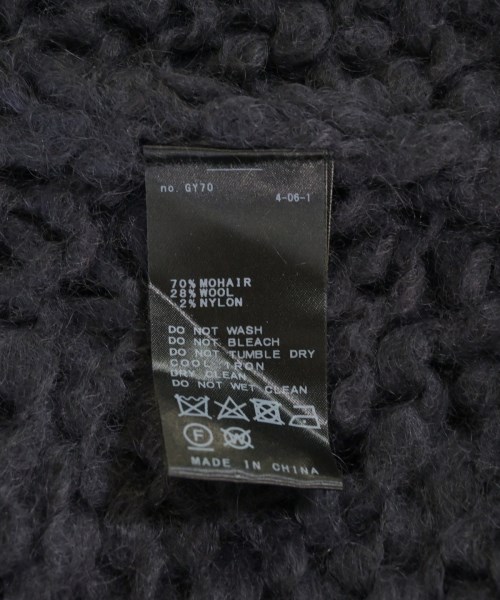 no. GY70
4-06-1
70% MOHAIR
28% WOOL
2% NYLON
DO NOT WASH
DO NOT BLEACH
DO NOT TUMBLE DRY
COOL IRON
DRY CLEAN
DO NOT WET CLEAN
F W
MADE IN CHINA